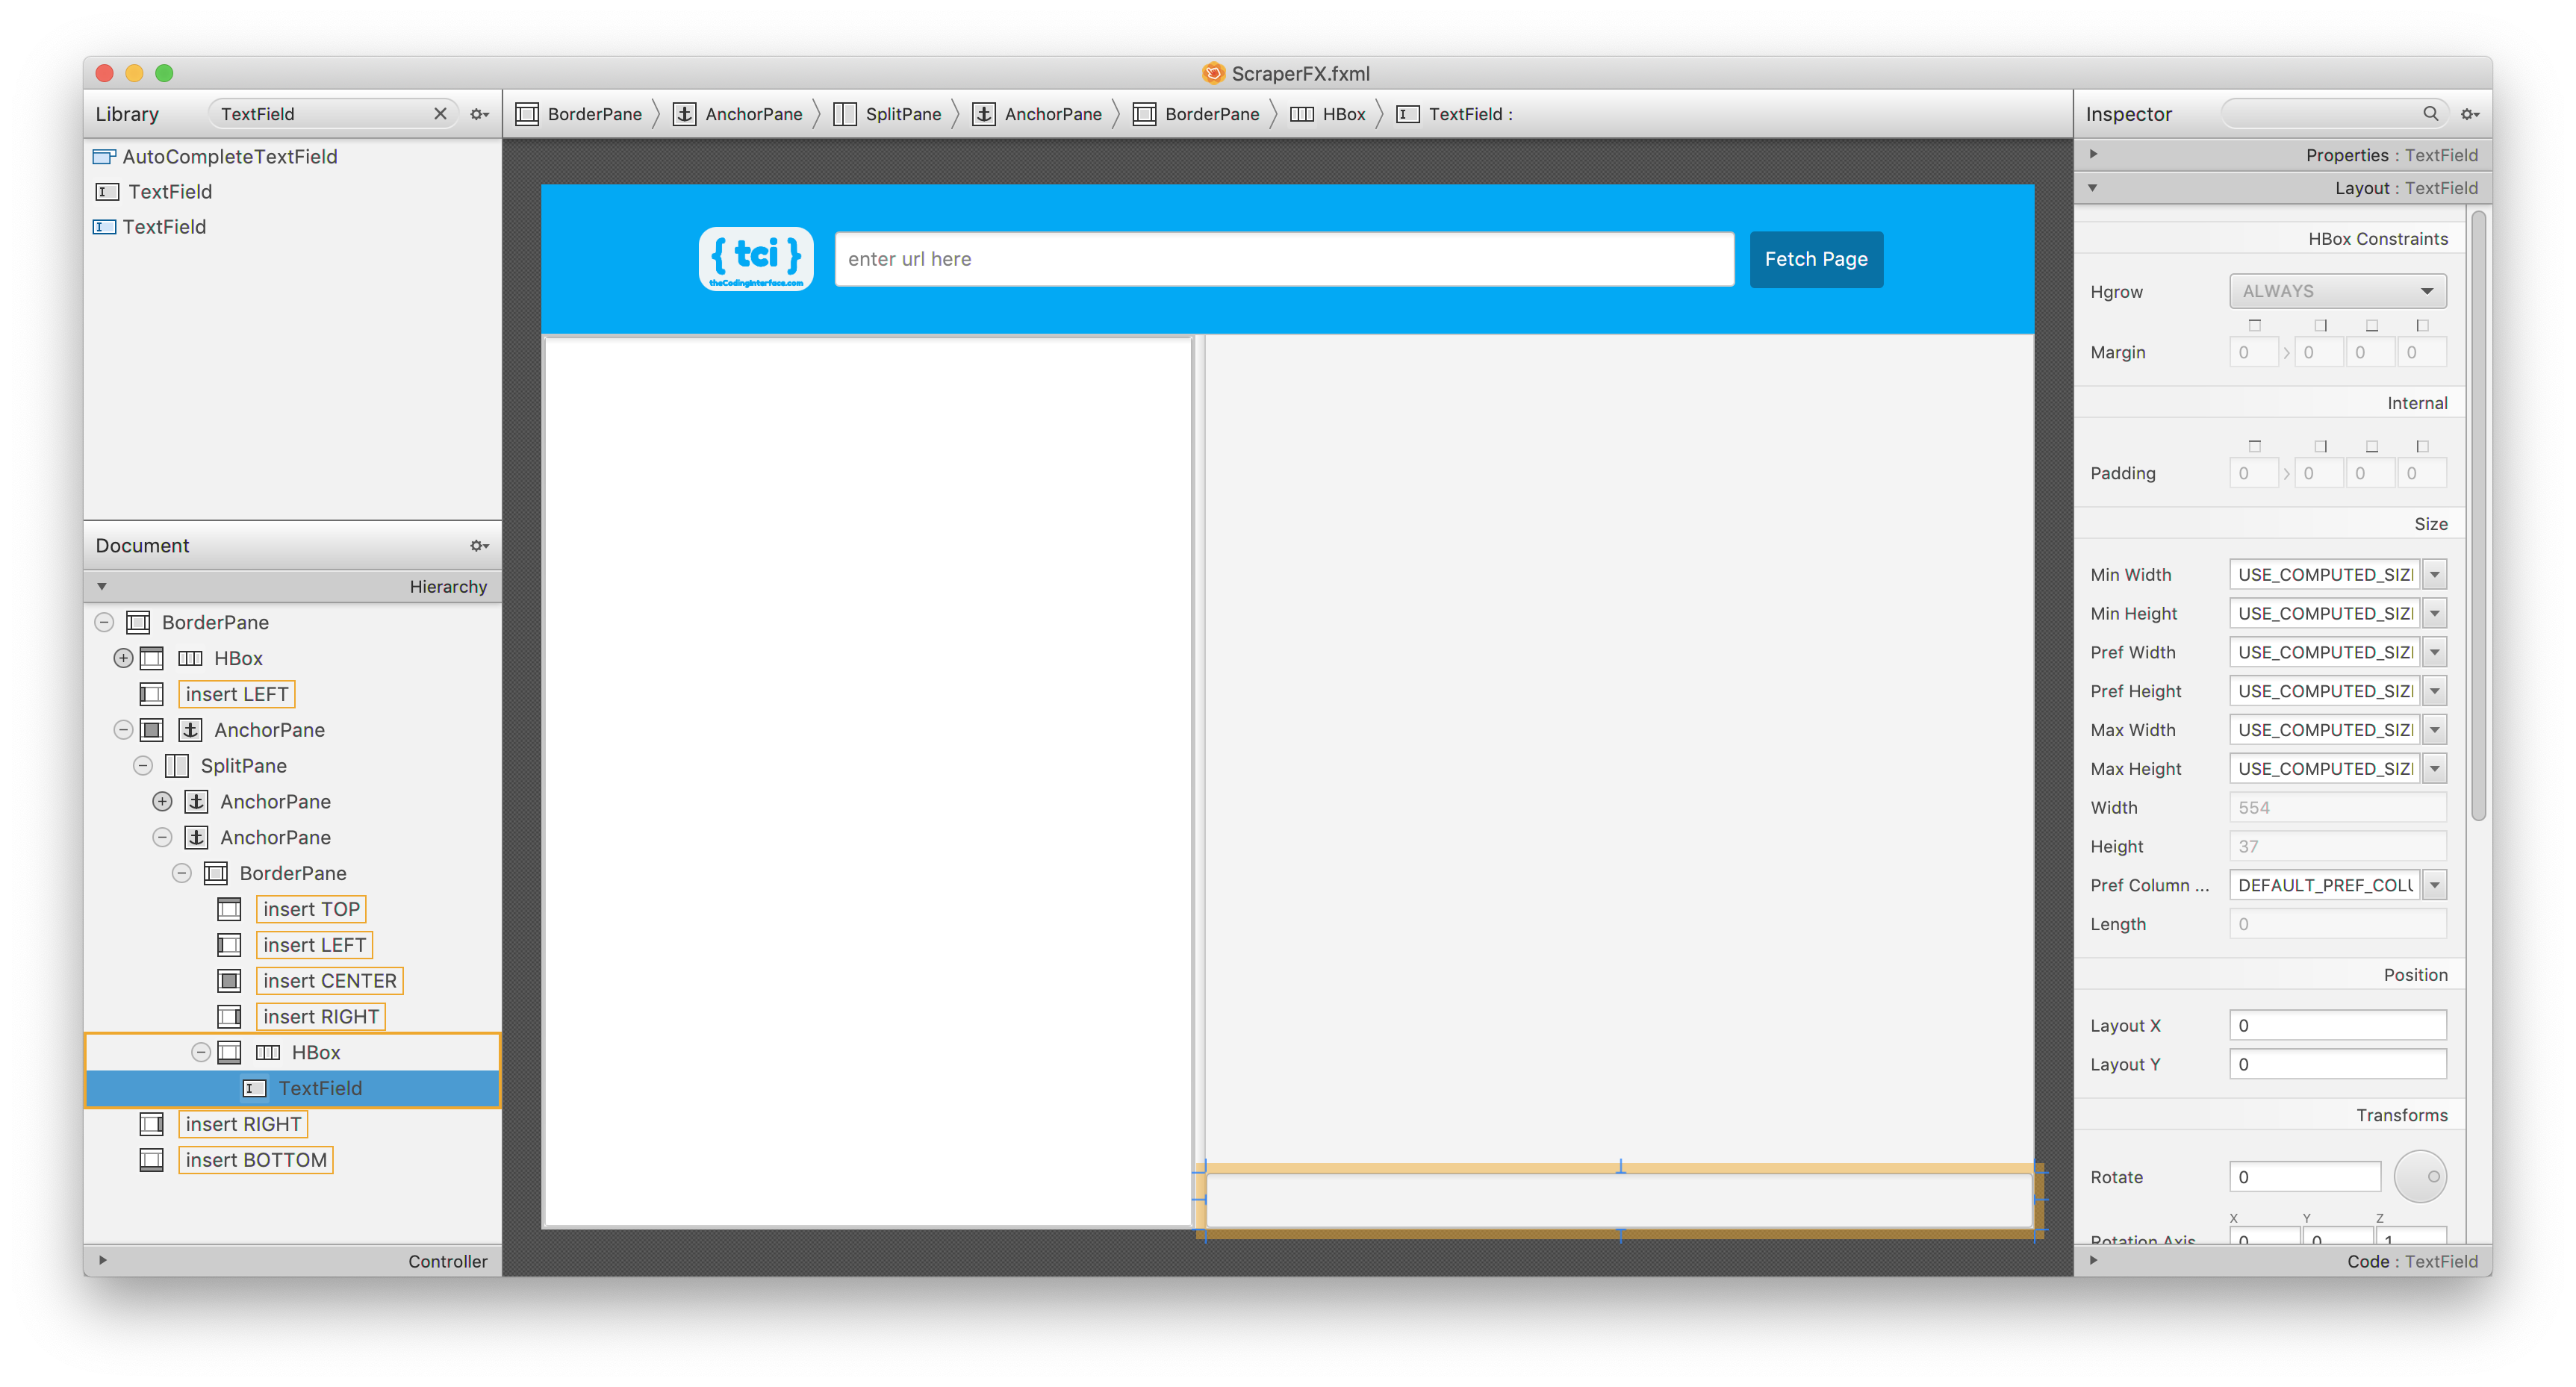 ScraperFX.fxml
Library
TextField
BorderPane
AnchorPane
SplitPane
AnchorPane
BorderPane
HBox
TextField :
Inspector
AutoCompleteTextField
TextField
TextField
{ tci }
theCodingInterface.com
enter url here
Fetch Page
Document
Hierarchy
BorderPane
HBox
insert LEFT
AnchorPane
SplitPane
AnchorPane
AnchorPane
BorderPane
insert TOP
insert LEFT
insert CENTER
insert RIGHT
HBox
TextField
insert RIGHT
insert BOTTOM
Controller
Properties : TextField
Layout : TextField
HBox Constraints
Hgrow ALWAYS
Margin 0 0 0 0
Internal
Padding 0 0 0 0
Size
Min Width USE_COMPUTED_SIZI
Min Height USE_COMPUTED_SIZI
Pref Width USE_COMPUTED_SIZI
Pref Height USE_COMPUTED_SIZI
Max Width USE_COMPUTED_SIZI
Max Height USE_COMPUTED_SIZI
Width 554
Height 37
Pref Column ... DEFAULT_PREF_COLU
Length 0
Position
Layout X 0
Layout Y 0
Transforms
Rotate 0
X Y Z
Rotation Axis 0 0 1
Code : TextField